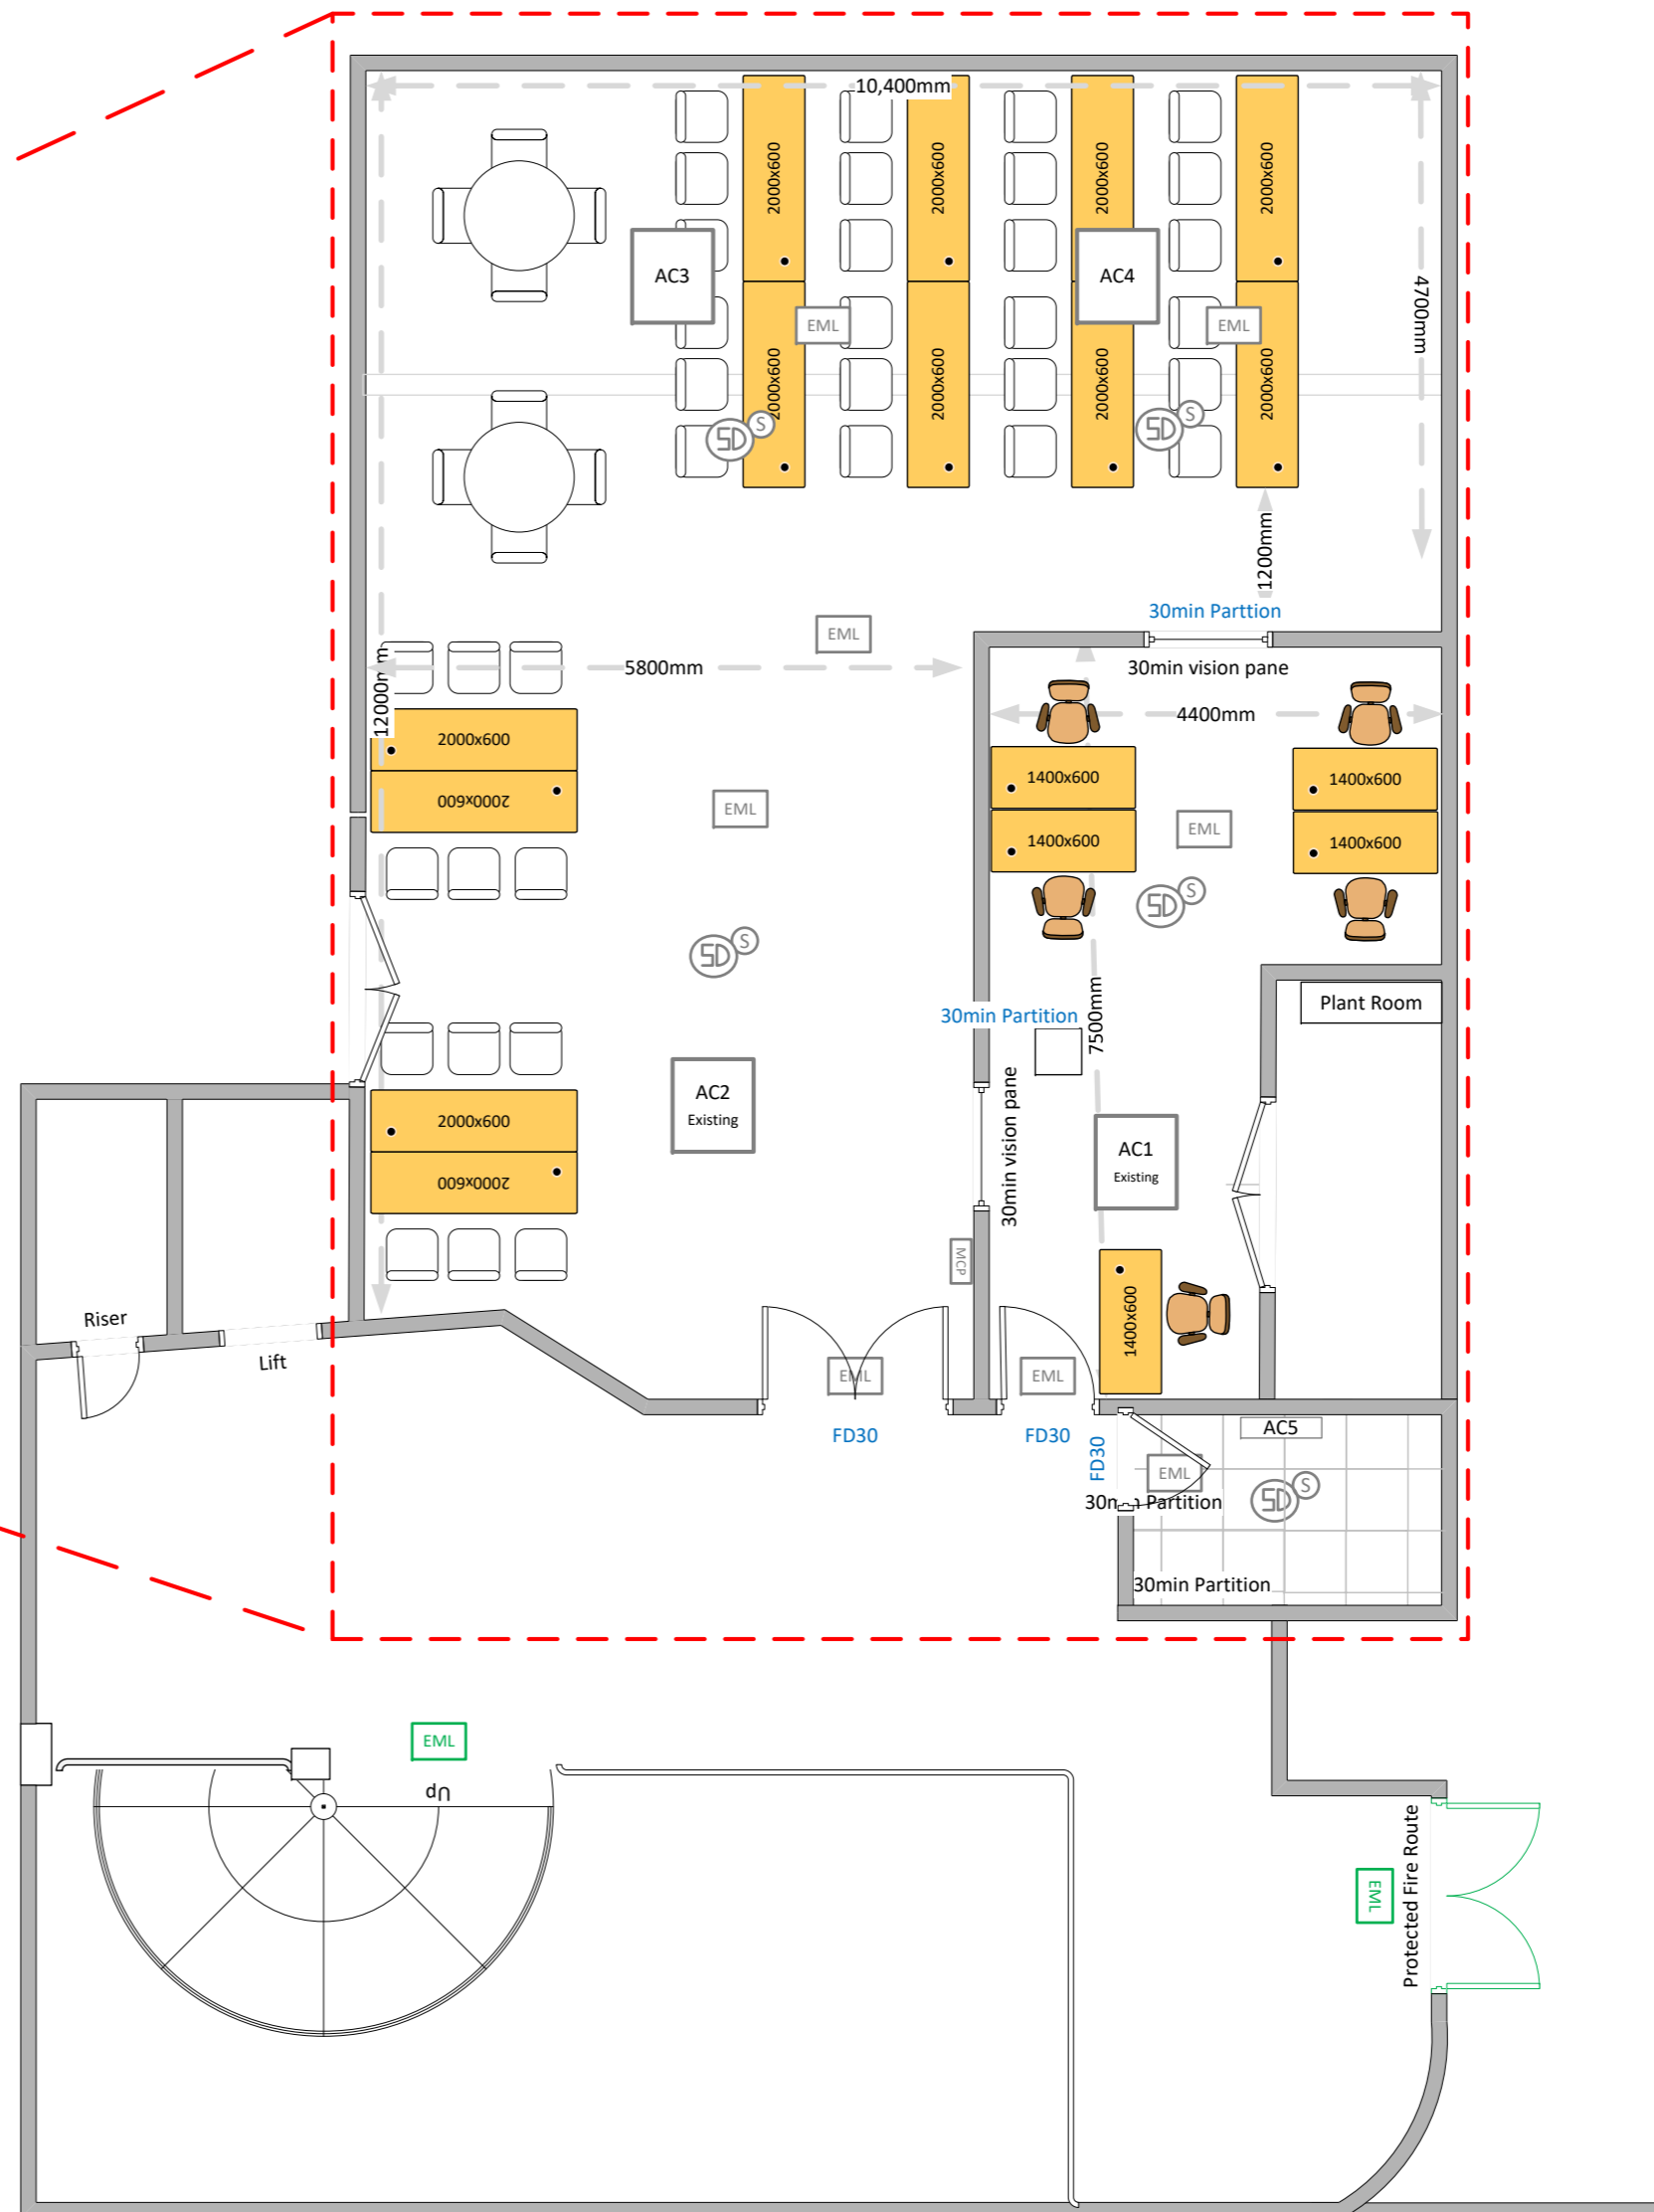 10,400mm
2000x600
2000x600
2000x600
2000x600
AC3
AC4
4700mm
EML
EML
2000x600
2000x600
2000x600
2000x600
SD S
SD S
1200mm
30min Parttion
EML
5800mm
30min vision pane
12000mm
4400mm
2000x600
2000x600
1400x600
1400x600
1400x600
1400x600
EML
EML
SD S
SD S
30min Partition
7500mm
Plant Room
30min vision pane
AC2
Existing
AC1
Existing
2000x600
2000x600
MCP
1400x600
Riser
Lift
EML
EML
FD30
FD30
FD30
AC5
EML
SD S
30min Partition
30min Partition
EML
Up
Protected Fire Route
EML